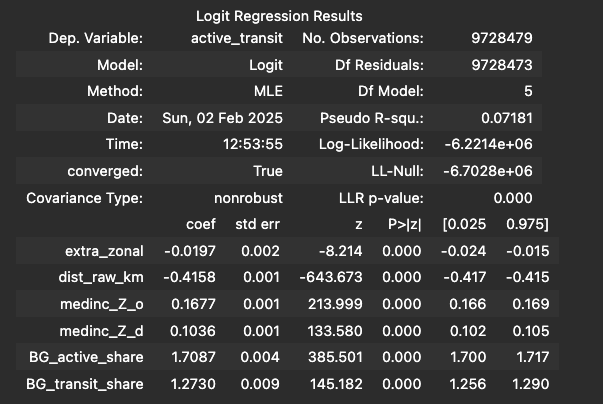 Logit Regression Results
Dep. Variable: active_transit No. Observations: 9728479
Model: Logit Df Residuals: 9728473
Method: MLE Df Model: 5
Date: Sun, 02 Feb 2025 Pseudo R-squ.: 0.07181
Time: 12:53:55 Log-Likelihood: -6.2214e+06
converged: True LL-Null: -6.7028e+06
Covariance Type: nonrobust LLR p-value: 0.000
coef std err z P>|z| [0.025 0.975]
extra_zonal -0.0197 0.002 -8.214 0.000 -0.024 -0.015
dist_raw_km -0.4158 0.001 -643.673 0.000 -0.417 -0.415
medinc_Z_o 0.1677 0.001 213.999 0.000 0.166 0.169
medinc_Z_d 0.1036 0.001 133.580 0.000 0.102 0.105
BG_active_share 1.7087 0.004 385.501 0.000 1.700 1.717
BG_transit_share 1.2730 0.009 145.182 0.000 1.256 1.290